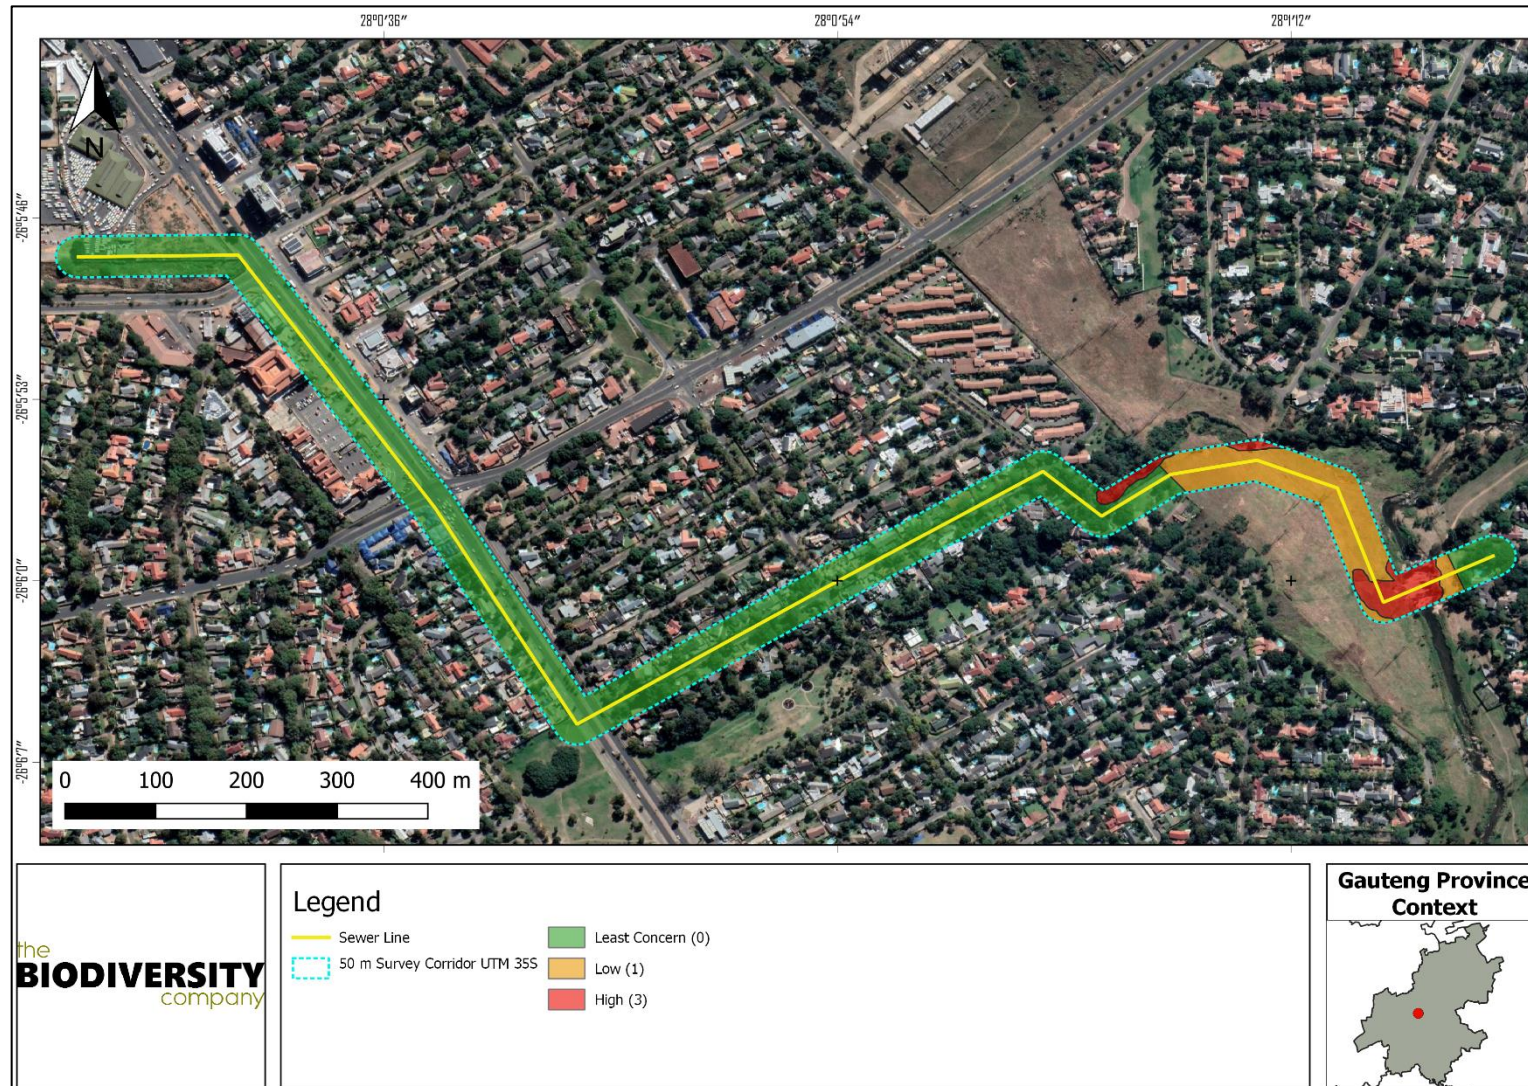 28°0'36"
28°0'54"
28°1'12"
N
-26°5'46"
-26°5'53"
-26°6'0"
-26°6'7"
0 100 200 300 400 m
the
BIODIVERSITY
company
Legend
Sewer Line
50 m Survey Corridor UTM 35S
Least Concern (0)
Low (1)
High (3)
Gauteng Province
Context